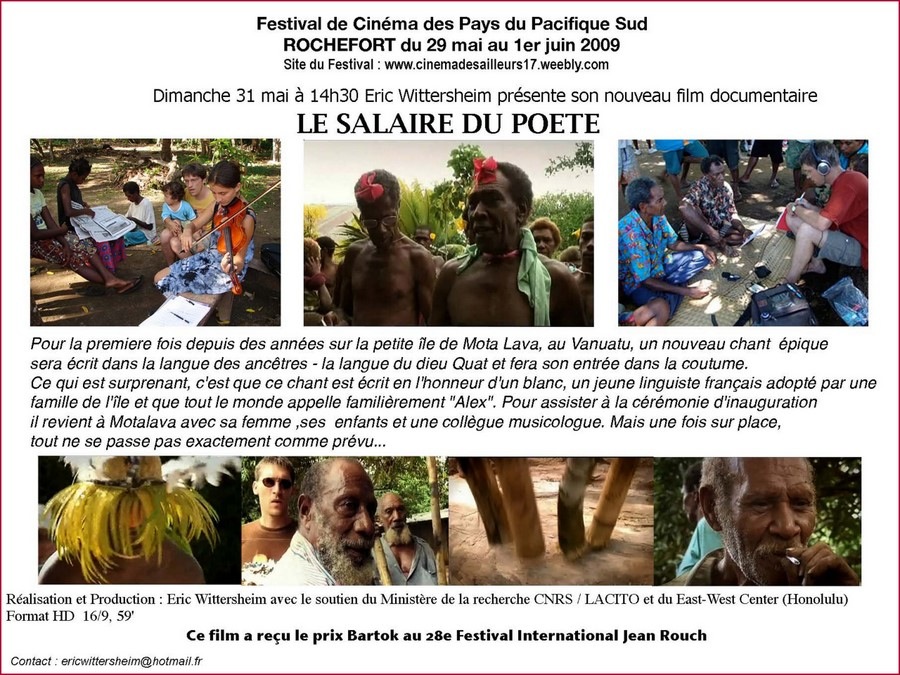 Festival de Cinéma des Pays du Pacifique Sud
ROCHEFORT du 29 mai au 1er juin 2009
Site du Festival : www.cinemadesailleurs17.weebly.com
Dimanche 31 mai à 14h30 Eric Wittersheim présente son nouveau film documentaire
LE SALAIRE DU POETE
Pour la premiere fois depuis des années sur la petite île de Mota Lava, au Vanuatu, un nouveau chant épique
sera écrit dans la langue des ancêtres - la langue du dieu Quat et fera son entrée dans la coutume.
Ce qui est surprenant, c'est que ce chant est écrit en l'honneur d'un blanc, un jeune linguiste français adopté par une
famille de l'île et que tout le monde appelle familièrement "Alex". Pour assister à la cérémonie d'inauguration
il revient à Motalava avec sa femme ,ses enfants et une collègue musicologue. Mais une fois sur place,
tout ne se passe pas exactement comme prévu...
Réalisation et Production : Eric Wittersheim avec le soutien du Ministère de la recherche CNRS / LACITO et du East-West Center (Honolulu)
Format HD 16/9, 59'
Ce film a reçu le prix Bartok au 28e Festival International Jean Rouch
Contact : ericwittersheim@hotmail.fr